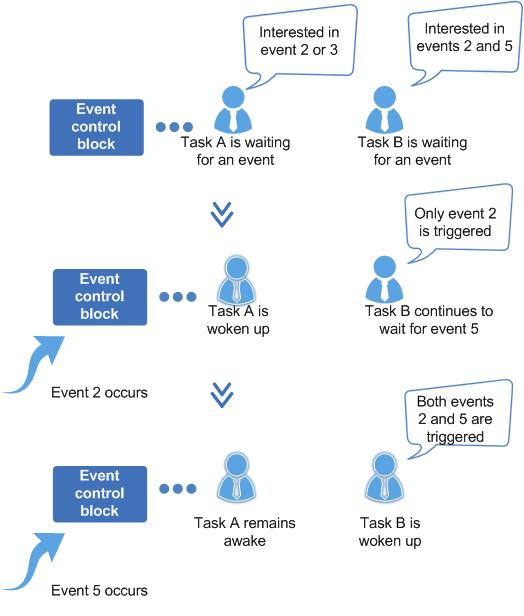 Interested in
event 2 or 3
Interested in
events 2 and 5
Event
control
block
Task A is waiting
for an event
Task B is waiting
for an event
Only event 2
is triggered
Event
control
block
Task A is
woken up
Task B continues to
wait for event 5
Event 2 occurs
Both events
2 and 5 are
triggered
Event
control
block
Task A remains
awake
Task B is
woken up
Event 5 occurs